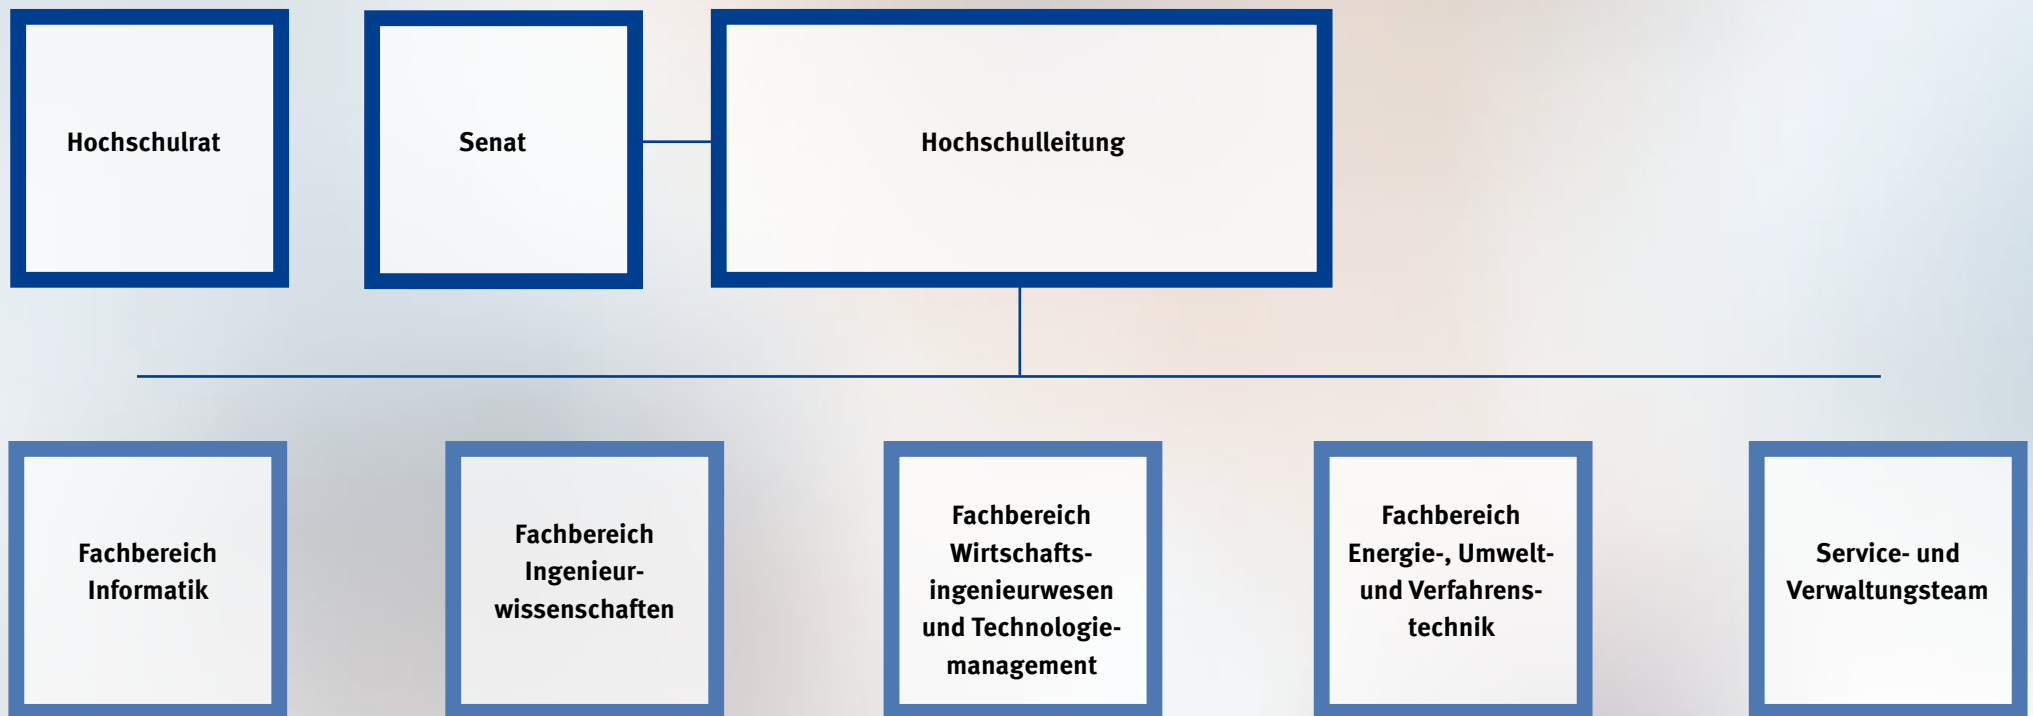 Hochschulrat
Senat
Hochschulleitung
Fachbereich
Informatik
Fachbereich
Ingenieur-
wissenschaften
Fachbereich
Wirtschafts-
ingenieurwesen
und Technologie-
management
Fachbereich
Energie-, Umwelt-
und Verfahrens-
technik
Service- und
Verwaltungsteam